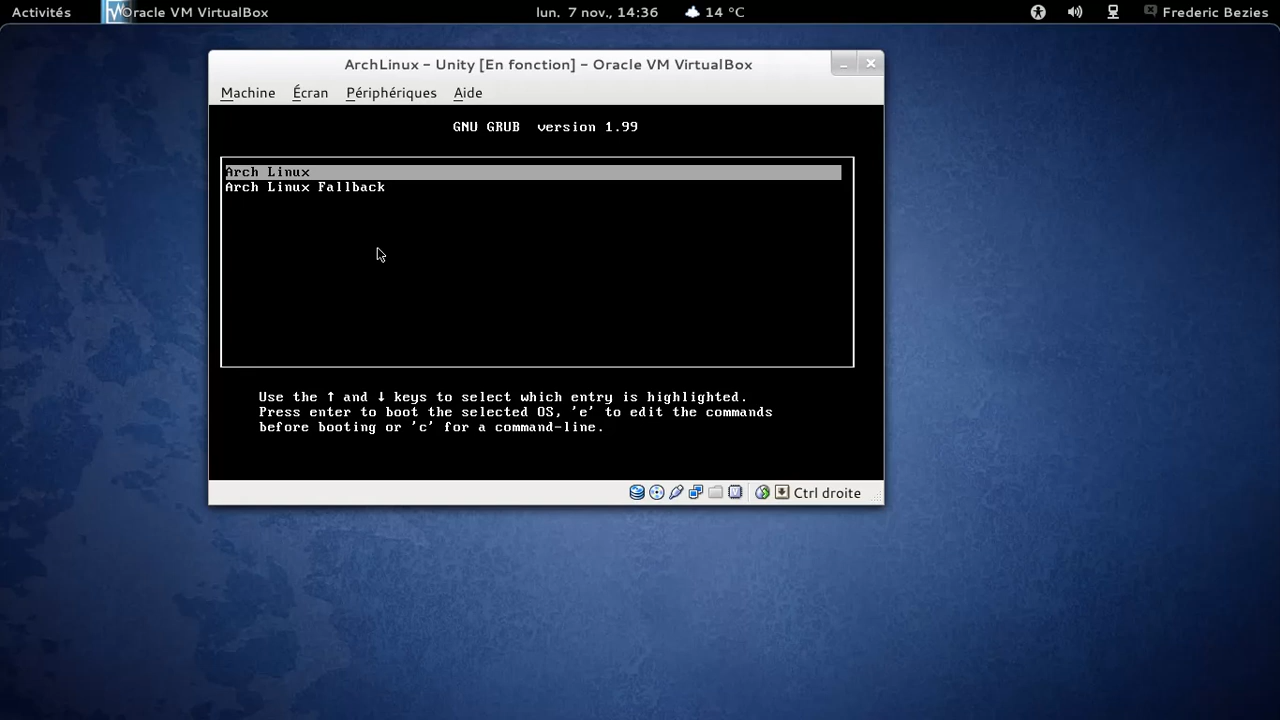 Activités Oracle VM VirtualBox lun. 7 nov., 14:36 14 °C Frederic Bezies
ArchLinux - Unity [En fonction] - Oracle VM VirtualBox
Machine Écran Périphériques Aide
GNU GRUB version 1.99
Arch Linux
Arch Linux Fallback
Use the ↑ and ↓ keys to select which entry is highlighted.
Press enter to boot the selected OS, 'e' to edit the commands
before booting or 'c' for a command-line.
Ctrl droite